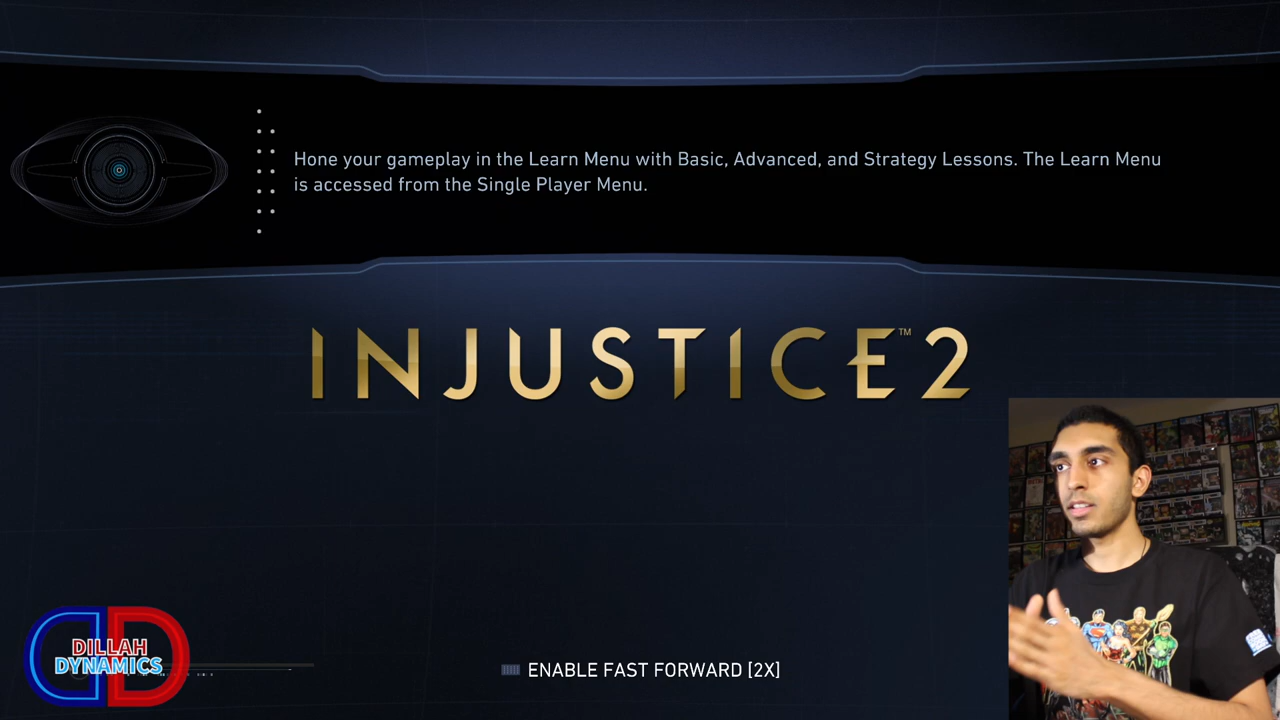 Hone your gameplay in the Learn Menu with Basic, Advanced, and Strategy Lessons. The Learn Menu
is accessed from the Single Player Menu.
INJUSTICE 2™
DILLAH
DYNAMICS
ENABLE FAST FORWARD [2X]